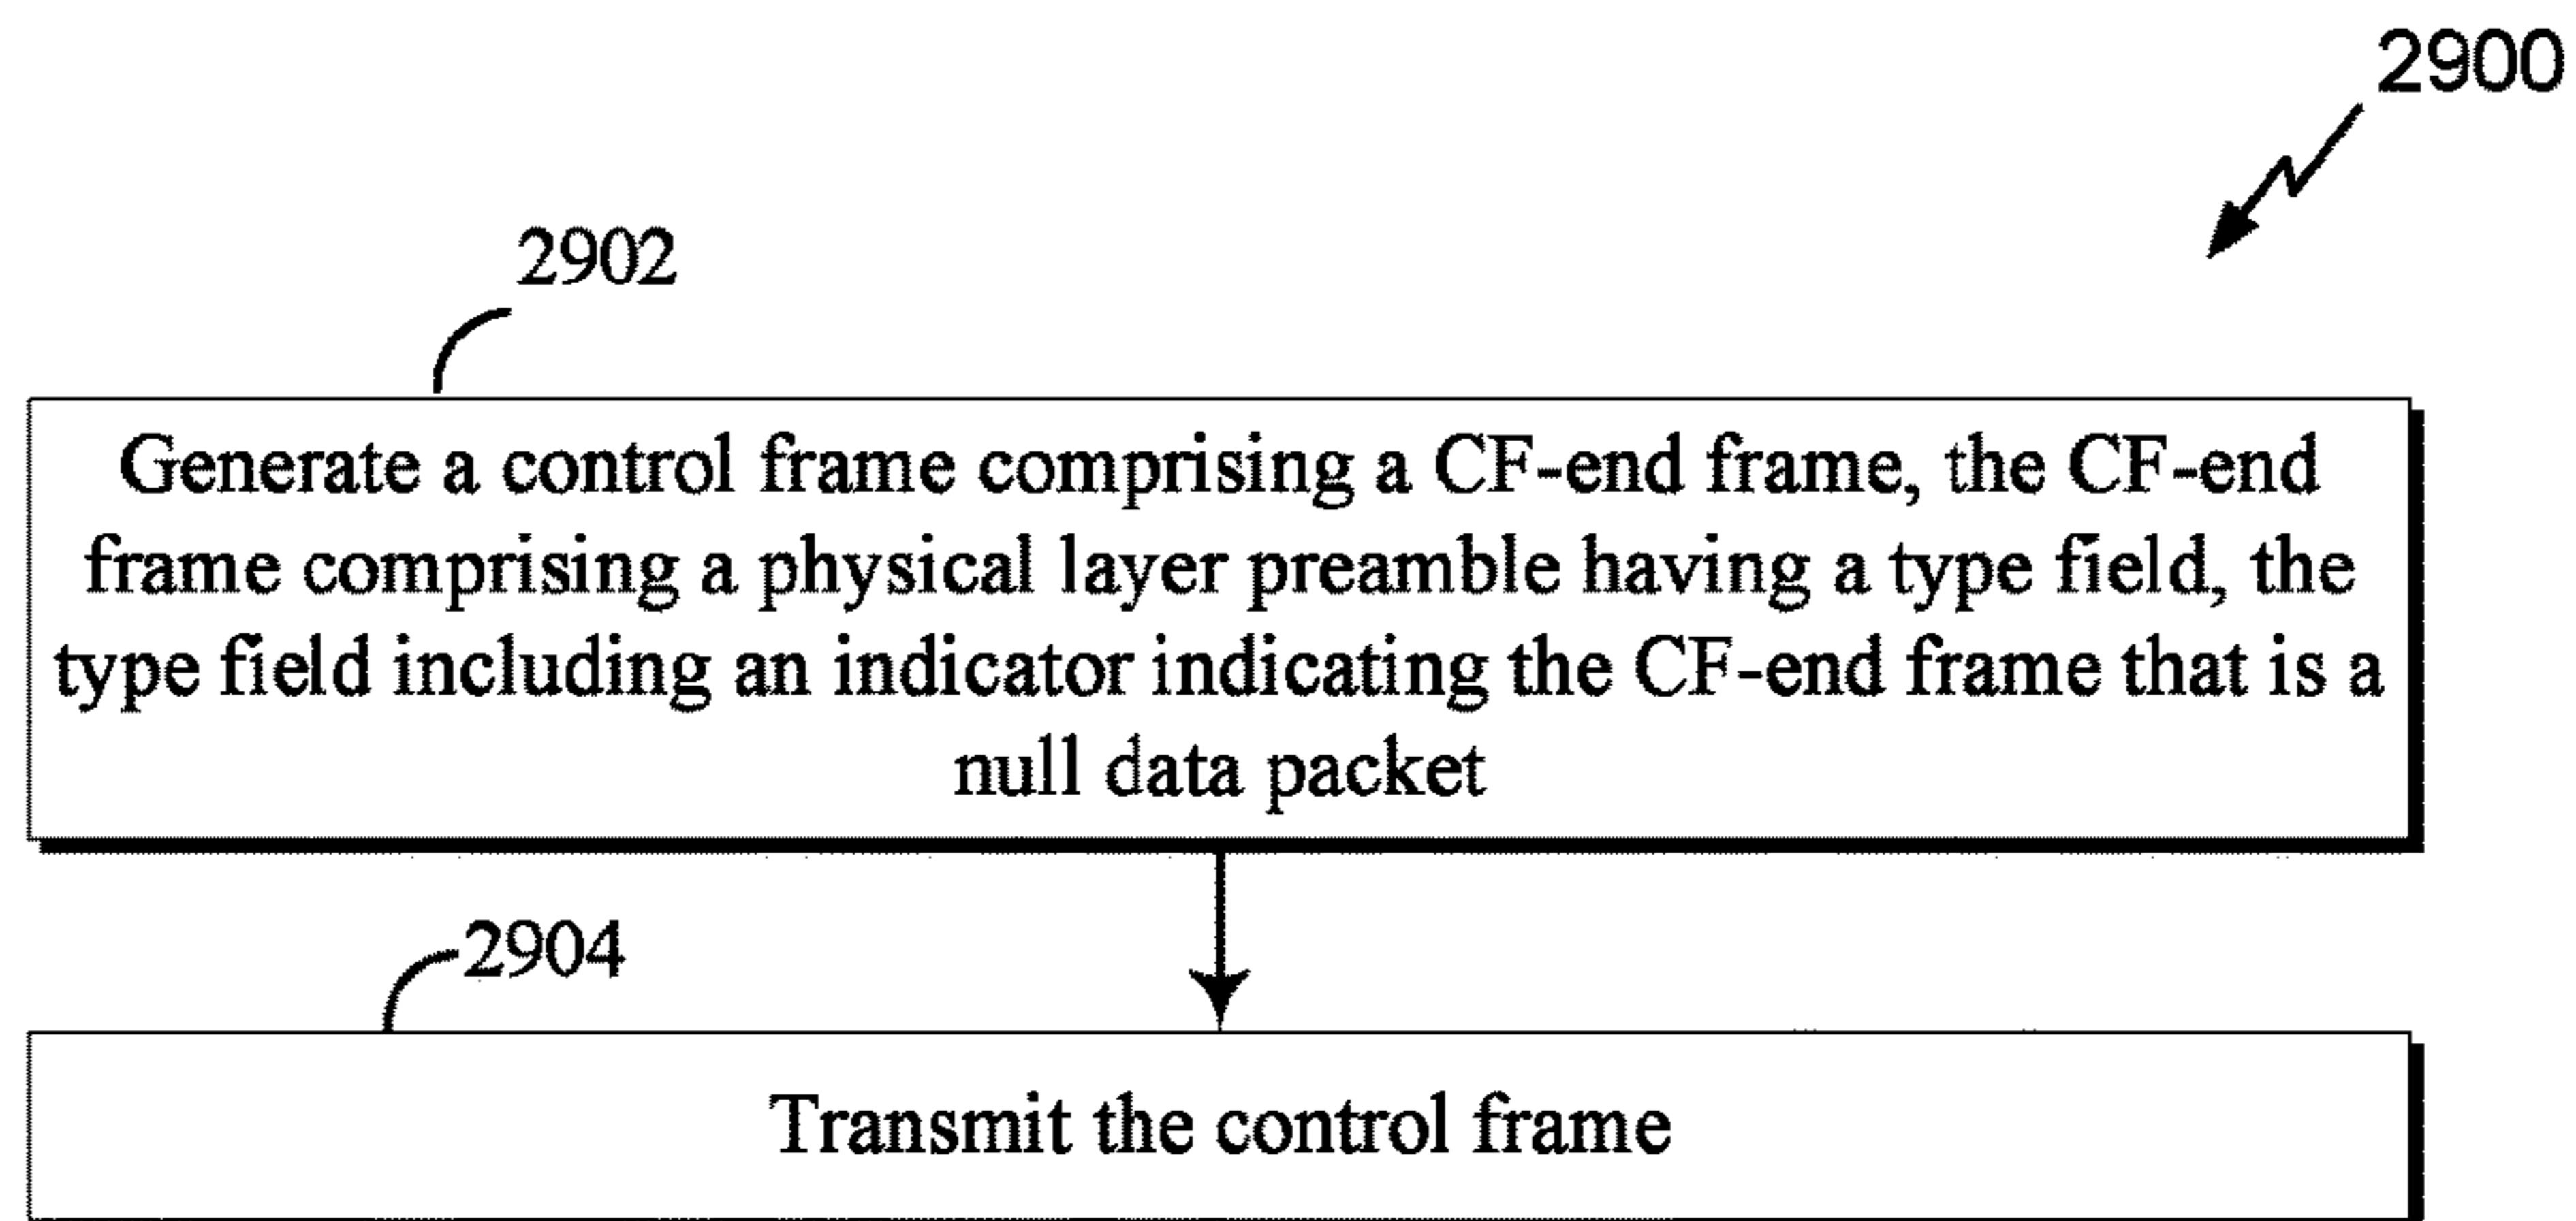 2900
2902
Generate a control frame comprising a CF-end frame, the CF-end
frame comprising a physical layer preamble having a type field, the
type field including an indicator indicating the CF-end frame that is a
null data packet
2904
Transmit the control frame